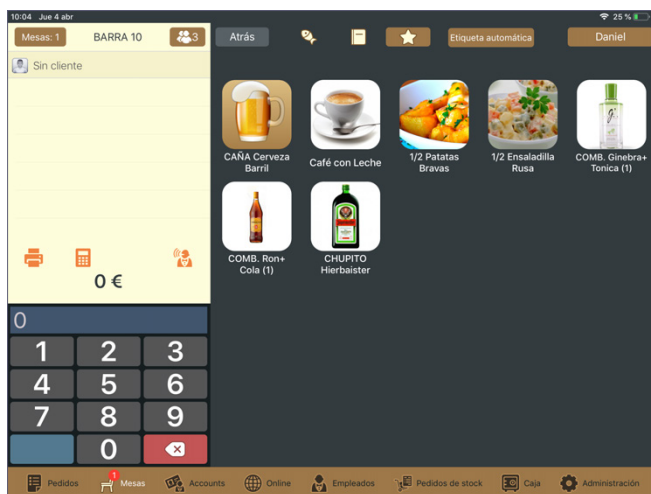 10:04 Jue 4 abr
25 %
Mesas: 1
BARRA 10
3
Atrás
Etiqueta automática
Daniel
Sin cliente
CAÑA Cerveza
Barril
Café con Leche
1/2 Patatas
Bravas
1/2 Ensaladilla
Rusa
COMB. Ginebra+
Tonica (1)
COMB. Ron+
Cola (1)
CHUPITO
Hierbaister
0 €
0
1 2 3
4 5 6
7 8 9
0
Pedidos
1
Mesas
Accounts
Online
Empleados
Pedidos de stock
Caja
Administración